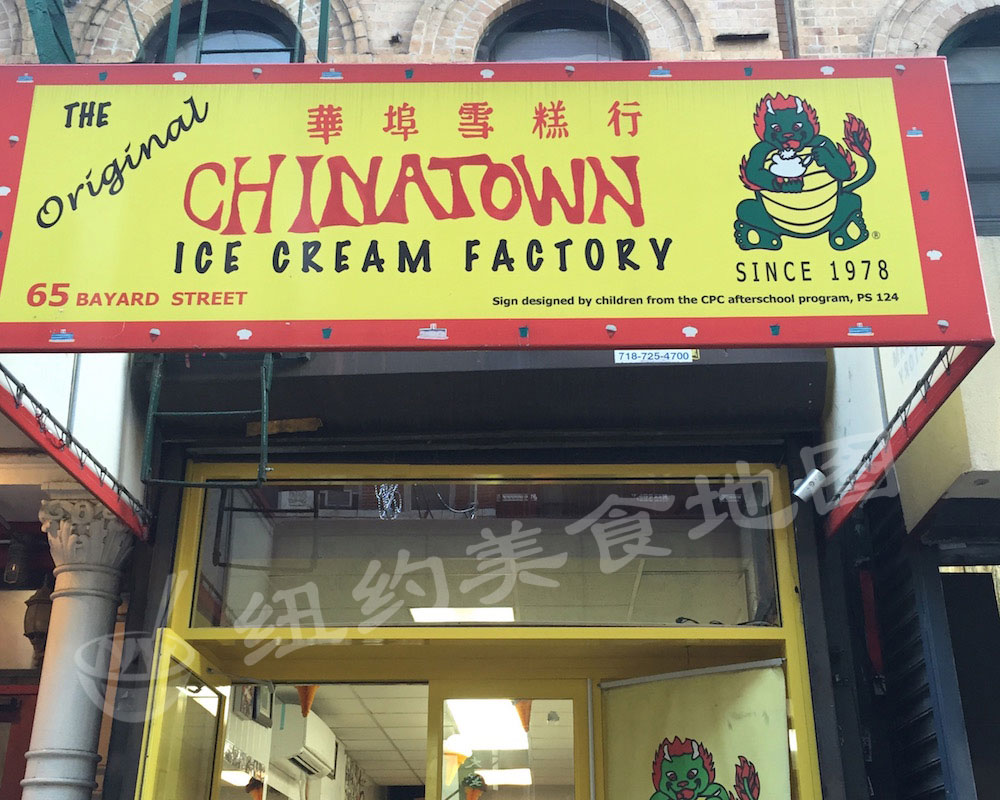 THE
Original
華埠雪糕行
CHINATOWN
ICE CREAM FACTORY
®
SINCE 1978
65 BAYARD STREET
Sign designed by children from the CPC afterschool program, PS 124
718-725-4700
纽约美食地图